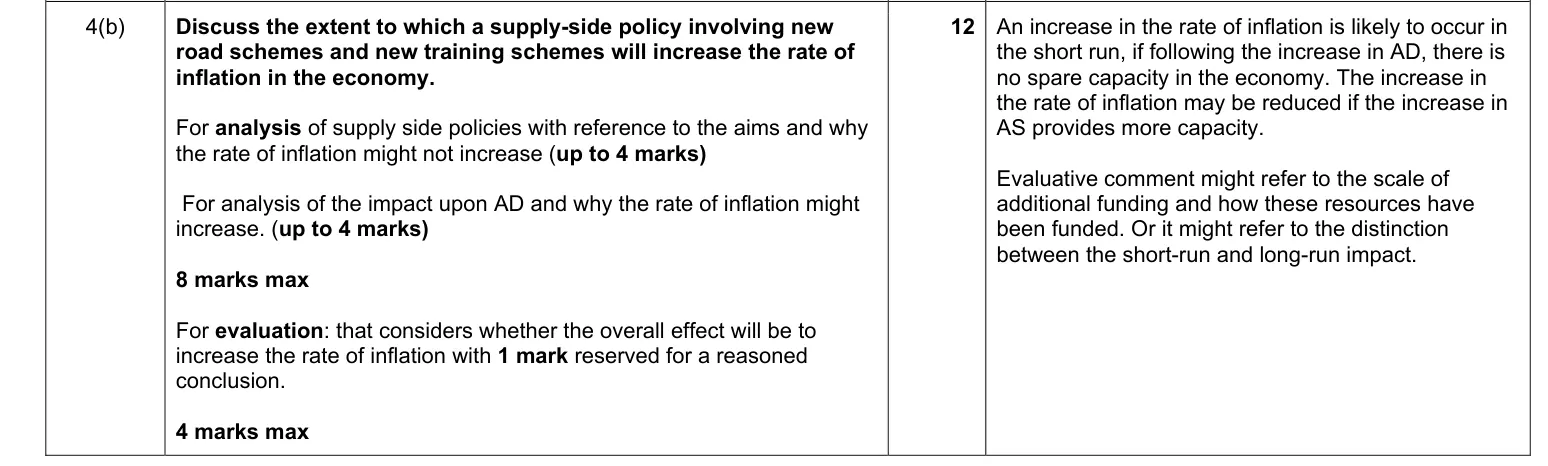 4(b)
Discuss the extent to which a supply-side policy involving new
road schemes and new training schemes will increase the rate of
inflation in the economy.
For analysis of supply side policies with reference to the aims and why
the rate of inflation might not increase (up to 4 marks)
For analysis of the impact upon AD and why the rate of inflation might
increase. (up to 4 marks)
8 marks max
For evaluation: that considers whether the overall effect will be to
increase the rate of inflation with 1 mark reserved for a reasoned
conclusion.
4 marks max
12
An increase in the rate of inflation is likely to occur in
the short run, if following the increase in AD, there is
no spare capacity in the economy. The increase in
the rate of inflation may be reduced if the increase in
AS provides more capacity.
Evaluative comment might refer to the scale of
additional funding and how these resources have
been funded. Or it might refer to the distinction
between the short-run and long-run impact.